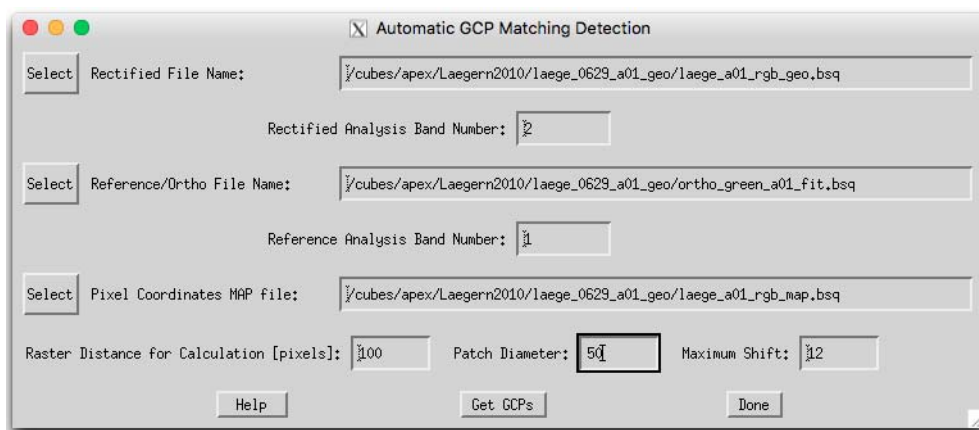 Automatic GCP Matching Detection
Select Rectified File Name: /cubes/apex/Laegern2010/laege_0629_a01_geo/laege_a01_rgb_geo.bsq
Rectified Analysis Band Number: 2
Select Reference/Ortho File Name: /cubes/apex/Laegern2010/laege_0629_a01_geo/ortho_green_a01_fit.bsq
Reference Analysis Band Number: 1
Select Pixel Coordinates MAP file: /cubes/apex/Laegern2010/laege_0629_a01_geo/laege_a01_rgb_map.bsq
Raster Distance for Calculation [pixels]: 100 Patch Diameter: 50 Maximum Shift: 12
Help Get GCPs Done